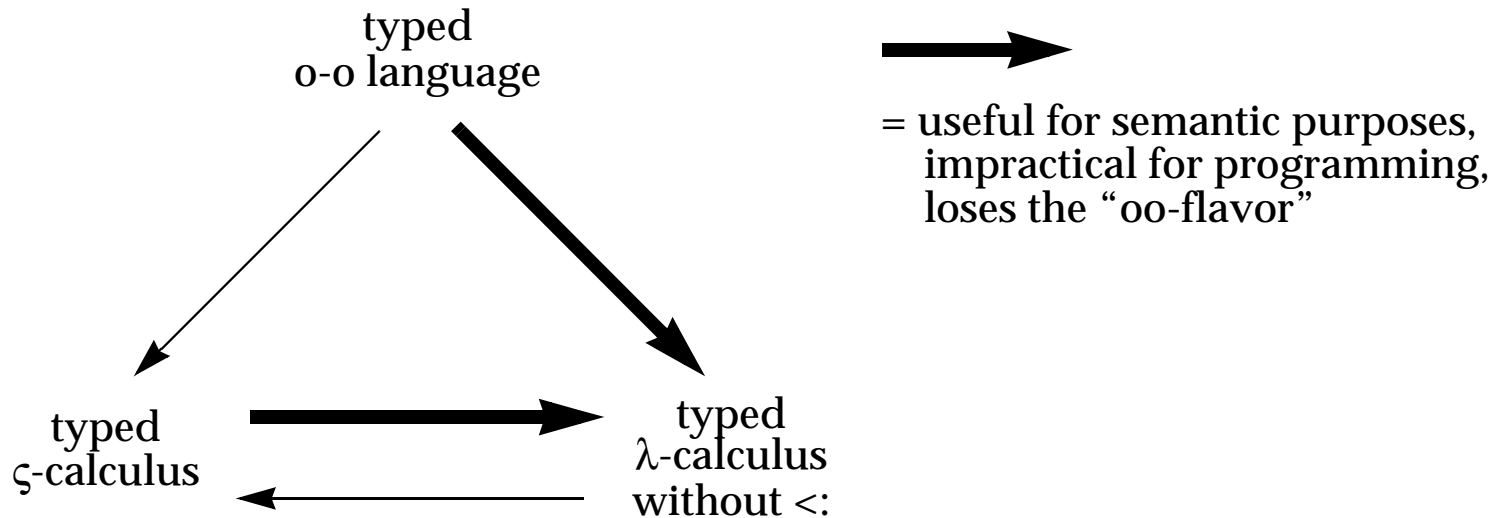 typed
o-o language
= useful for semantic purposes,
impractical for programming,
loses the “oo-flavor”
typed
ς-calculus
typed
λ-calculus
without <: